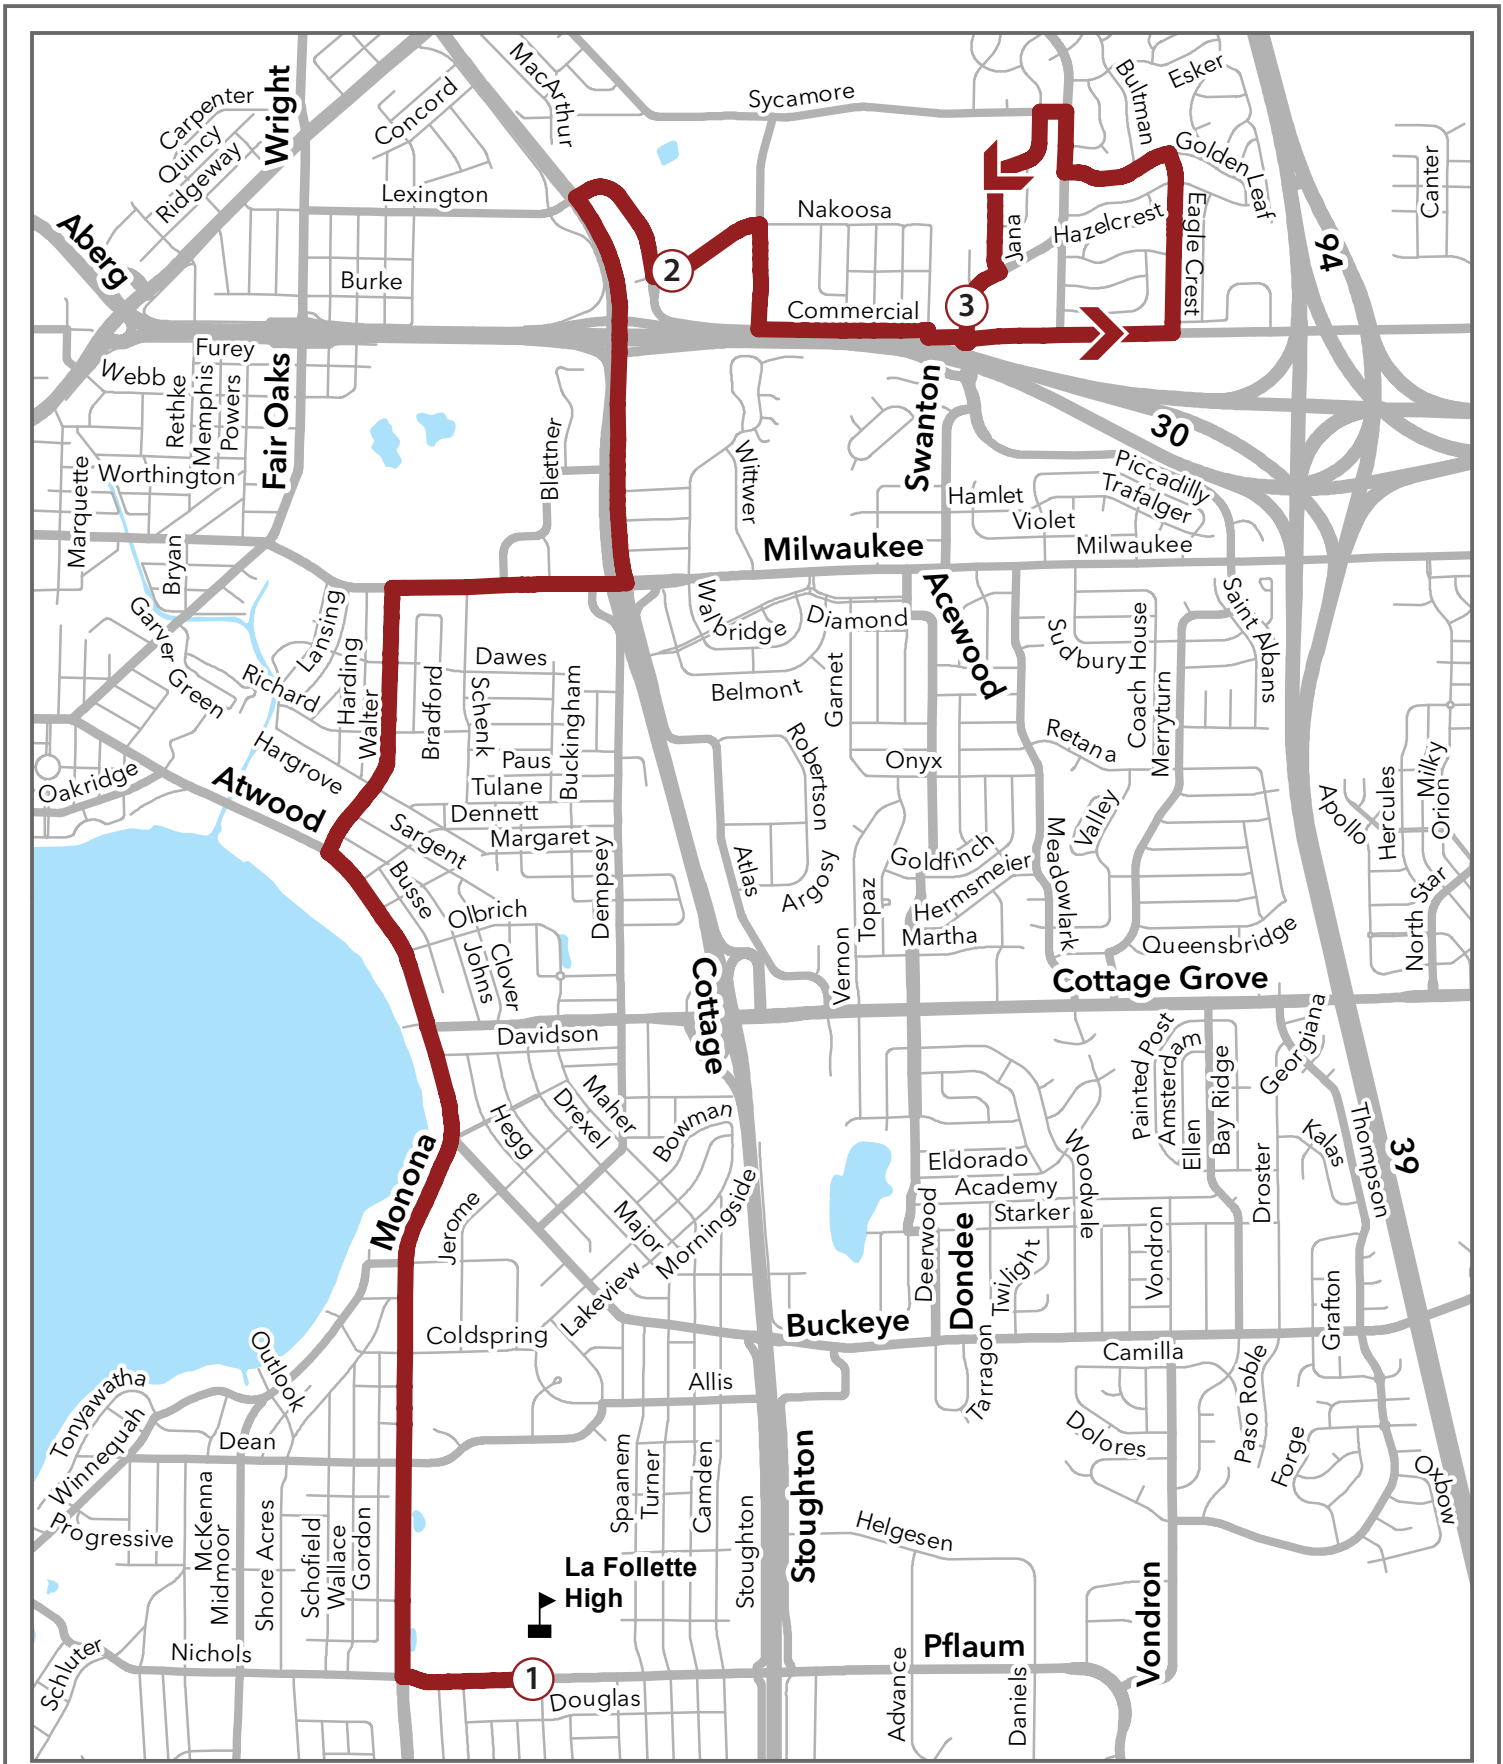 MacArthur
Sycamore
Bultman
Esker
Carpenter
Quincy
Ridgeway
Wright
Concord
Golden Leaf
Canter
Lexington
Aberg
Nakoosa
Jana
Hazelcrest
Eagle Crest
94
Burke
2
3
Commercial
Furey
Webb
Rethke
Memphis
Powers
Fair Oaks
Swanton
30
Blettner
Wittwer
Worthington
Marquette
Piccadilly
Trafalger
Hamlet
Violet
Milwaukee
Milwaukee
Bryan
Garver Green
Lansing
Walbridge
Diamond
Acewood
Sudbury
Coach House
Saint Albans
Harding
Walter
Richard
Bradford
Dawes
Schenk
Buckingham
Belmont
Garnet
Merryturn
Retana
Hargrove
Paus
Tulane
Robertson
Onyx
Oakridge
Atwood
Dennett
Margaret
Sargent
Busse
Dempsey
Atlas
Argosy
Topaz
Goldfinch
Hermsmeier
Meadowlark
Valley
Apollo
Hercules
Milky
Orion
North Star
Olbrich
Johns
Clover
Martha
Vernon
Queensbridge
Cottage Grove
Cottage
Davidson
Painted Post
Amsterdam
Ellen
Bay Ridge
Georgiana
Maher
Drexel
Hegg
Bowman
Kalas
Thompson
39
Monona
Eldorado
Academy
Starker
Woodvale
Droster
Jerome
Major
Morningside
Deerwood
Dondee
Twilight
Vondron
Lakeview
Grafton
Coldspring
Buckeye
Tarragon
Camilla
Outlook
Allis
Paso Roble
Tonyawatha
Winnequah
Dean
Dolores
Forge
Oxbow
Progressive
McKenna
Midmoor
Shore Acres
Schofield
Wallace
Gordon
Spaanem
Turner
Camden
Stoughton
Stoughton
Helgesen
La Follette
High
Vondron
Schluter
Nichols
1
Douglas
Pflaum
Advance
Daniels